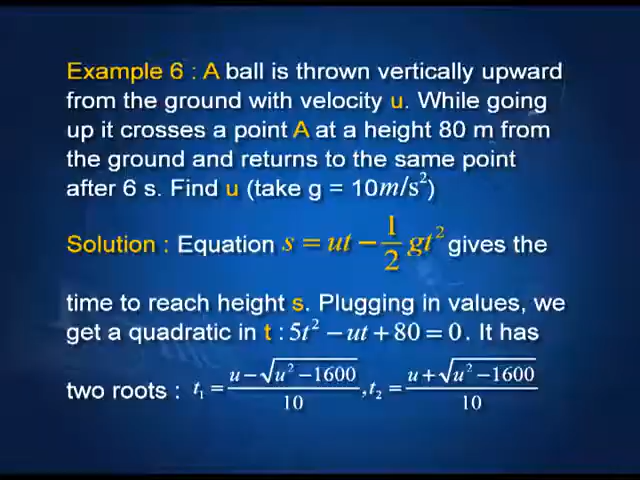 Example 6 : A ball is thrown vertically upward
from the ground with velocity u. While going
up it crosses a point A at a height 80 m from
the ground and returns to the same point
after 6 s. Find u (take g = 10m/s²)
Solution : Equation s = ut − 1/2 gt² gives the
time to reach height s. Plugging in values, we
get a quadratic in t : 5t² − ut + 80 = 0. It has
two roots : t₁ = (u − √(u² − 1600))/10 , t₂ = (u + √(u² − 1600))/10